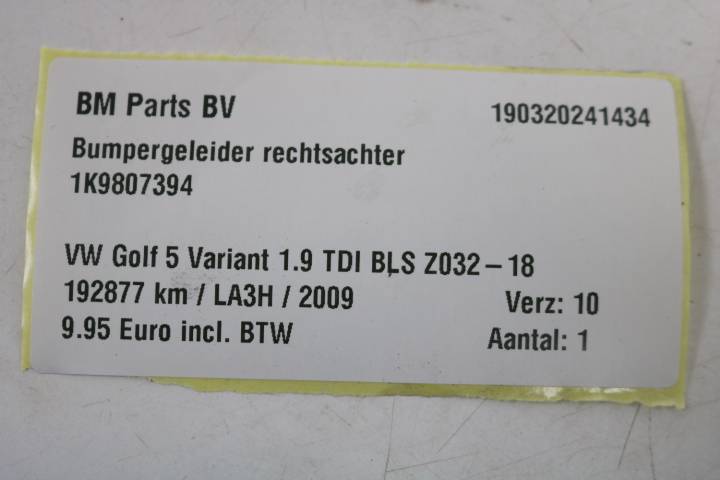 BM Parts BV 190320241434
Bumpergeleider rechtsachter
1K9807394
VW Golf 5 Variant 1.9 TDI BLS Z032-18
192877 km / LA3H / 2009 Verz: 10
9.95 Euro incl. BTW Aantal: 1